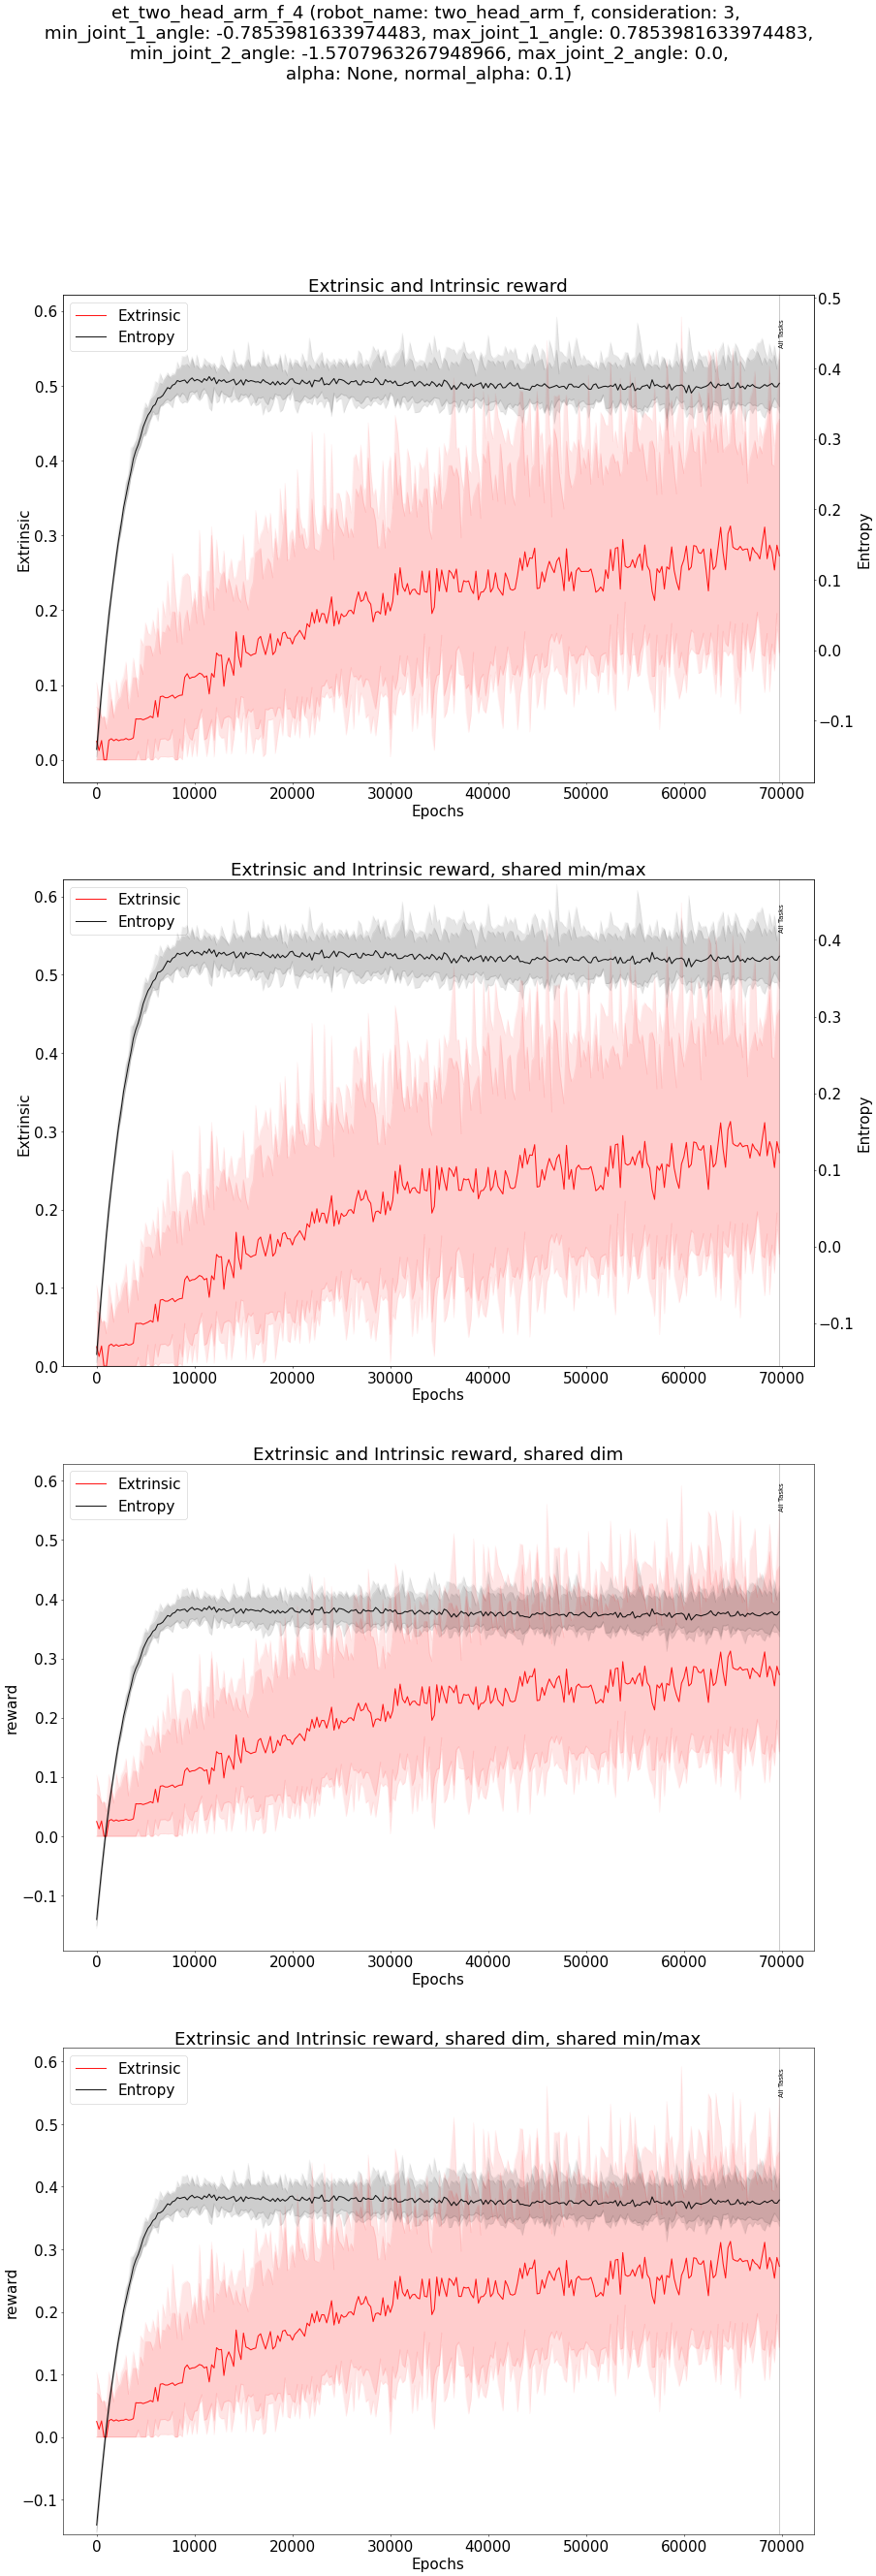 et_two_head_arm_f_4 (robot_name: two_head_arm_f, consideration: 3,
min_joint_1_angle: -0.7853981633974483, max_joint_1_angle: 0.7853981633974483,
min_joint_2_angle: -1.5707963267948966, max_joint_2_angle: 0.0,
alpha: None, normal_alpha: 0.1)
Extrinsic and Intrinsic reward
Extrinsic
Entropy
All Tasks
0.6
0.5
0.4
0.3
0.2
0.1
0.0
Extrinsic
0.5
0.4
0.3
0.2
0.1
0.0
−0.1
Entropy
0 10000 20000 30000 40000 50000 60000 70000
Epochs
Extrinsic and Intrinsic reward, shared min/max
Extrinsic
Entropy
All Tasks
0.6
0.5
0.4
0.3
0.2
0.1
0.0
Extrinsic
0.4
0.3
0.2
0.1
0.0
−0.1
Entropy
0 10000 20000 30000 40000 50000 60000 70000
Epochs
Extrinsic and Intrinsic reward, shared dim
Extrinsic
Entropy
All Tasks
0.6
0.5
0.4
0.3
0.2
0.1
0.0
−0.1
reward
0 10000 20000 30000 40000 50000 60000 70000
Epochs
Extrinsic and Intrinsic reward, shared dim, shared min/max
Extrinsic
Entropy
All Tasks
0.6
0.5
0.4
0.3
0.2
0.1
0.0
−0.1
reward
0 10000 20000 30000 40000 50000 60000 70000
Epochs